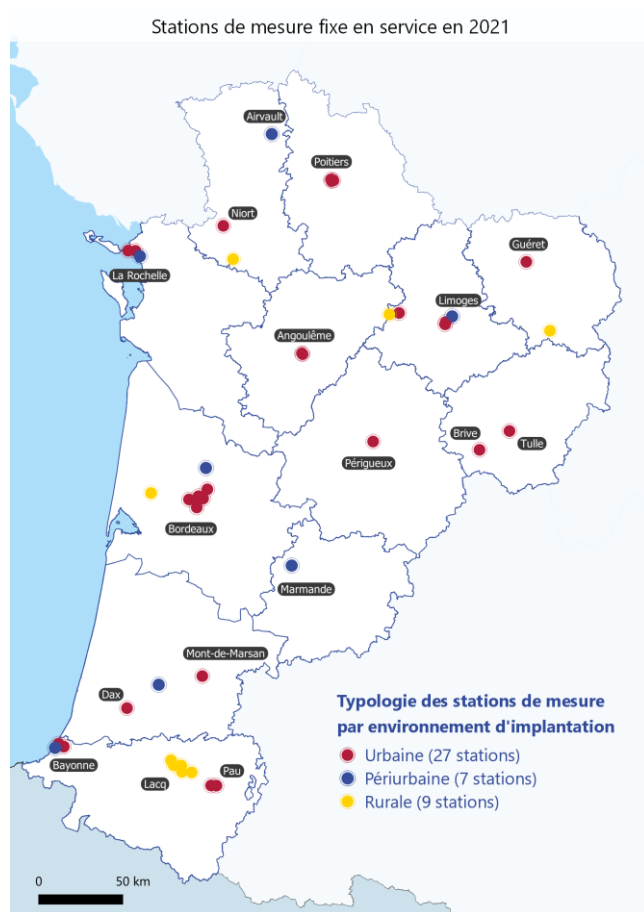 Stations de mesure fixe en service en 2021
Airvault
Poitiers
Niort
Guéret
La Rochelle
Limoges
Angoulême
Brive
Tulle
Périgueux
Bordeaux
Marmande
Mont-de-Marsan
Dax
Typologie des stations de mesure
par environnement d'implantation
Urbaine (27 stations)
Périurbaine (7 stations)
Rurale (9 stations)
Bayonne
Lacq
Pau
0 50 km